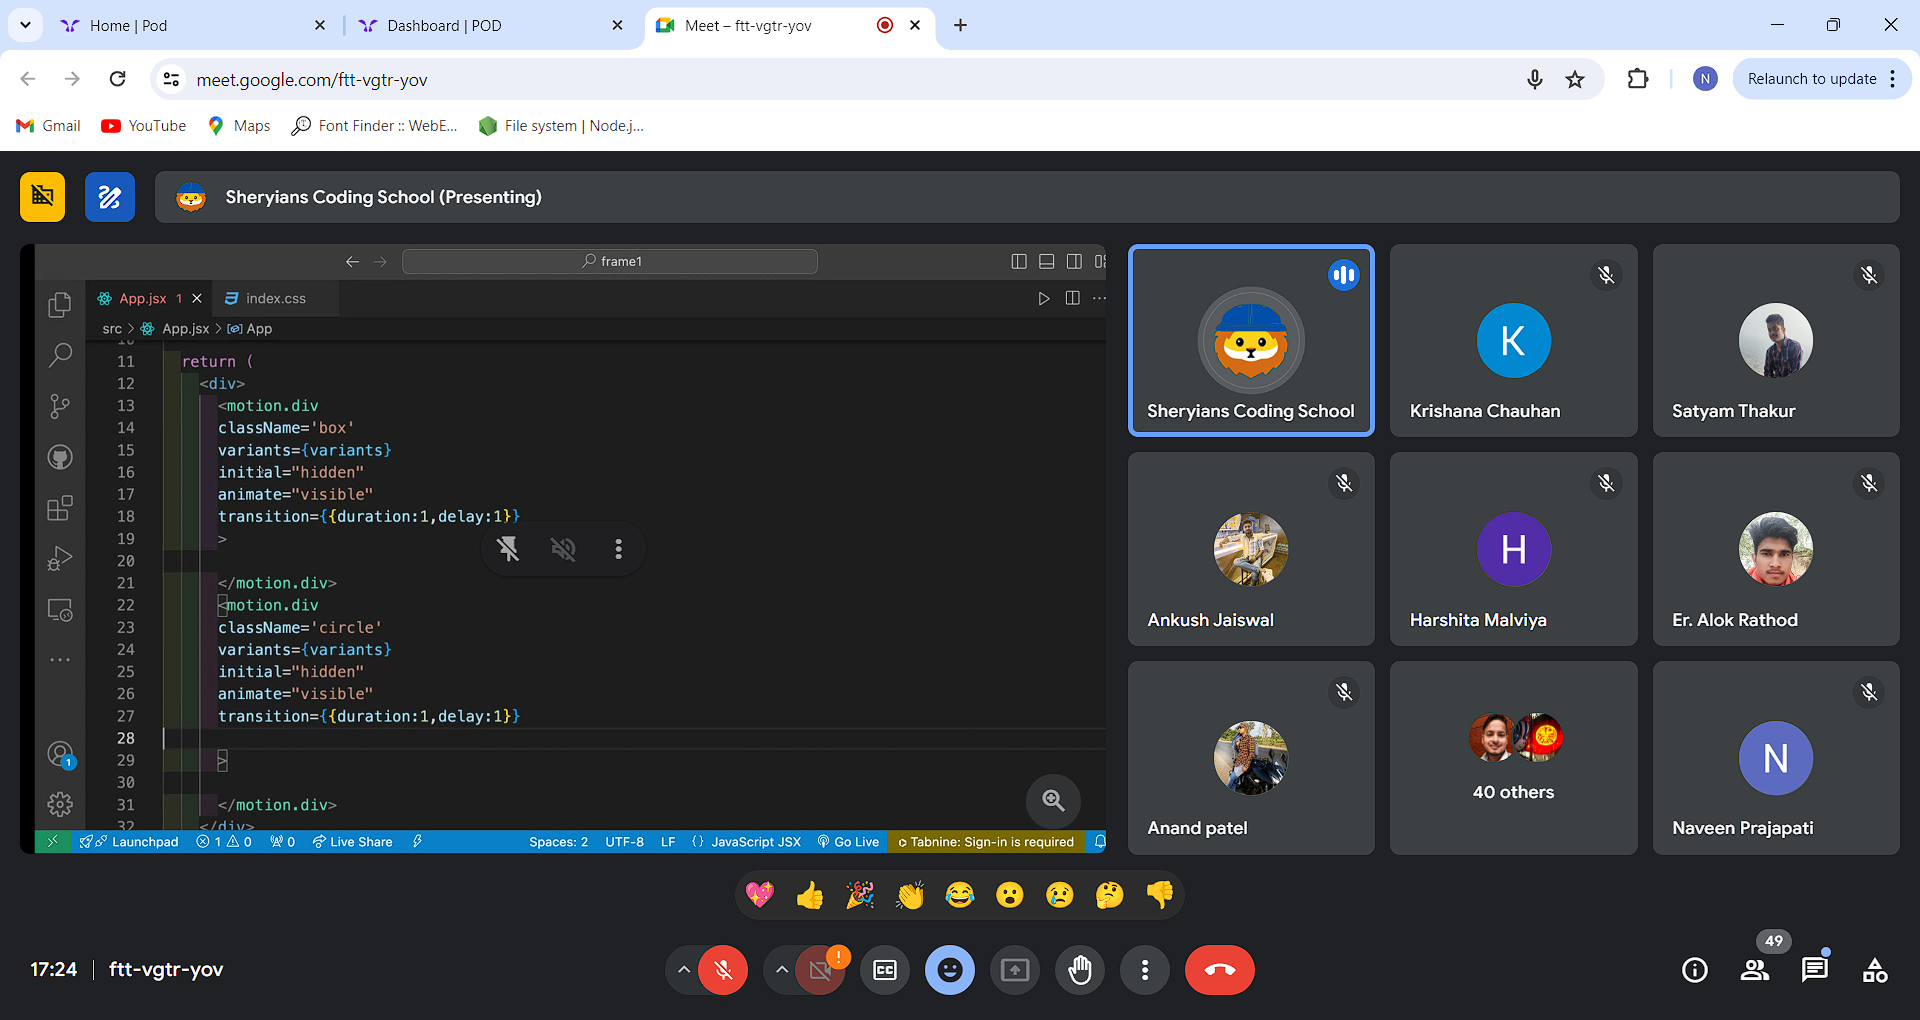 Home | Pod
Dashboard | POD
Meet – ftt-vgtr-yov
meet.google.com/ftt-vgtr-yov
N
Relaunch to update
Gmail
YouTube
Maps
Font Finder :: WebE...
File system | Node.j...
Sheryians Coding School (Presenting)
frame1
App.jsx 1
index.css
src > App.jsx > App
10
11 return (
12 <div>
13 <motion.div
14 className='box'
15 variants={variants}
16 initial="hidden"
17 animate="visible"
18 transition={{duration:1,delay:1}}
19 >
20
21 </motion.div>
22 <motion.div
23 className='circle'
24 variants={variants}
25 initial="hidden"
26 animate="visible"
27 transition={{duration:1,delay:1}}
28
29 >
30
31 </motion.div>
32 </div>
1
Launchpad
1 0
0
Live Share
Spaces: 2
UTF-8
LF
{} JavaScript JSX
Go Live
Tabnine: Sign-in is required
Sheryians Coding School
K
Krishana Chauhan
Satyam Thakur
Ankush Jaiswal
H
Harshita Malviya
Er. Alok Rathod
Anand patel
40 others
N
Naveen Prajapati
17:24
ftt-vgtr-yov
!
CC
49